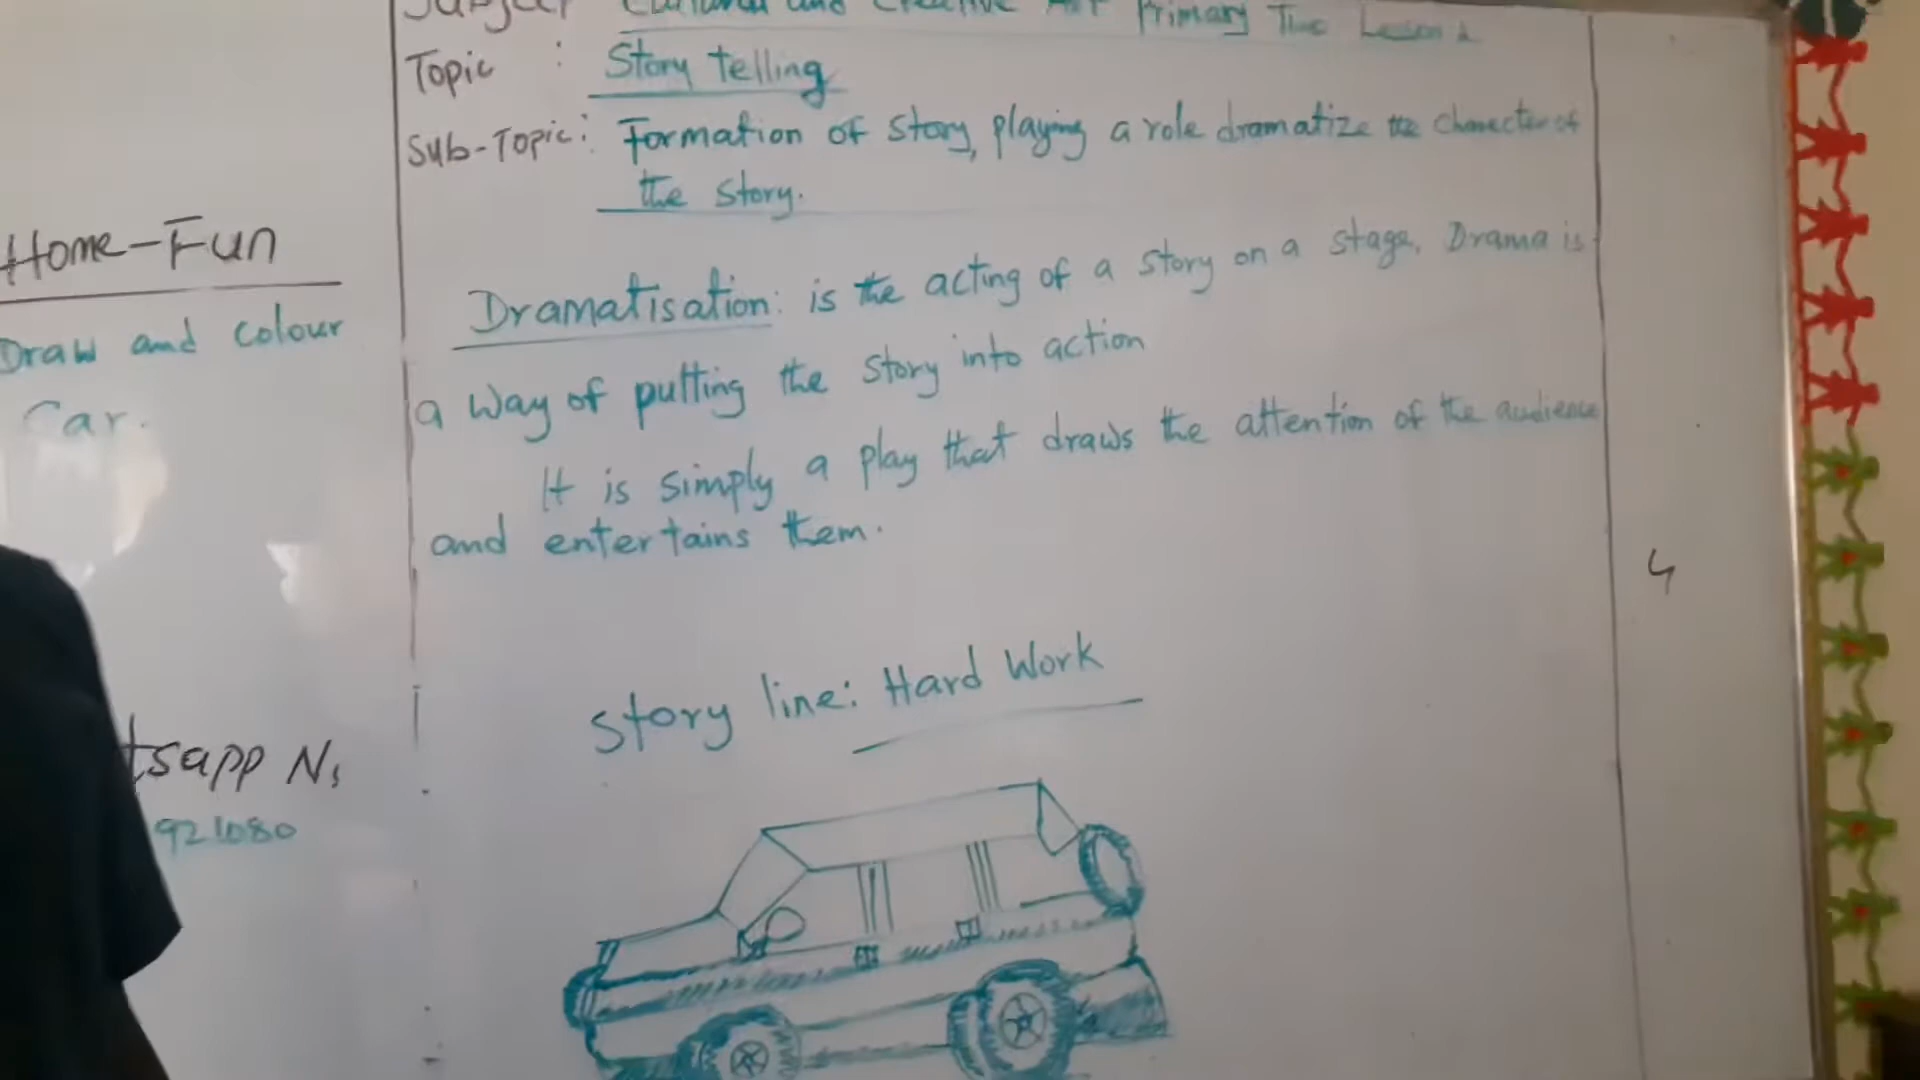 Subject Cultural and Creative Art Primary Two Lesson 2
Topic : Story telling
Sub-Topic: Formation of story, playing a role dramatize the character of
the story.
Dramatisation: is the acting of a story on a stage. Drama is
a way of putting the story into action
It is simply a play that draws the attention of the audience
and entertains them.
story line: Hard Work
Home-Fun
Draw and colour
Car.
tsapp N
921080
4